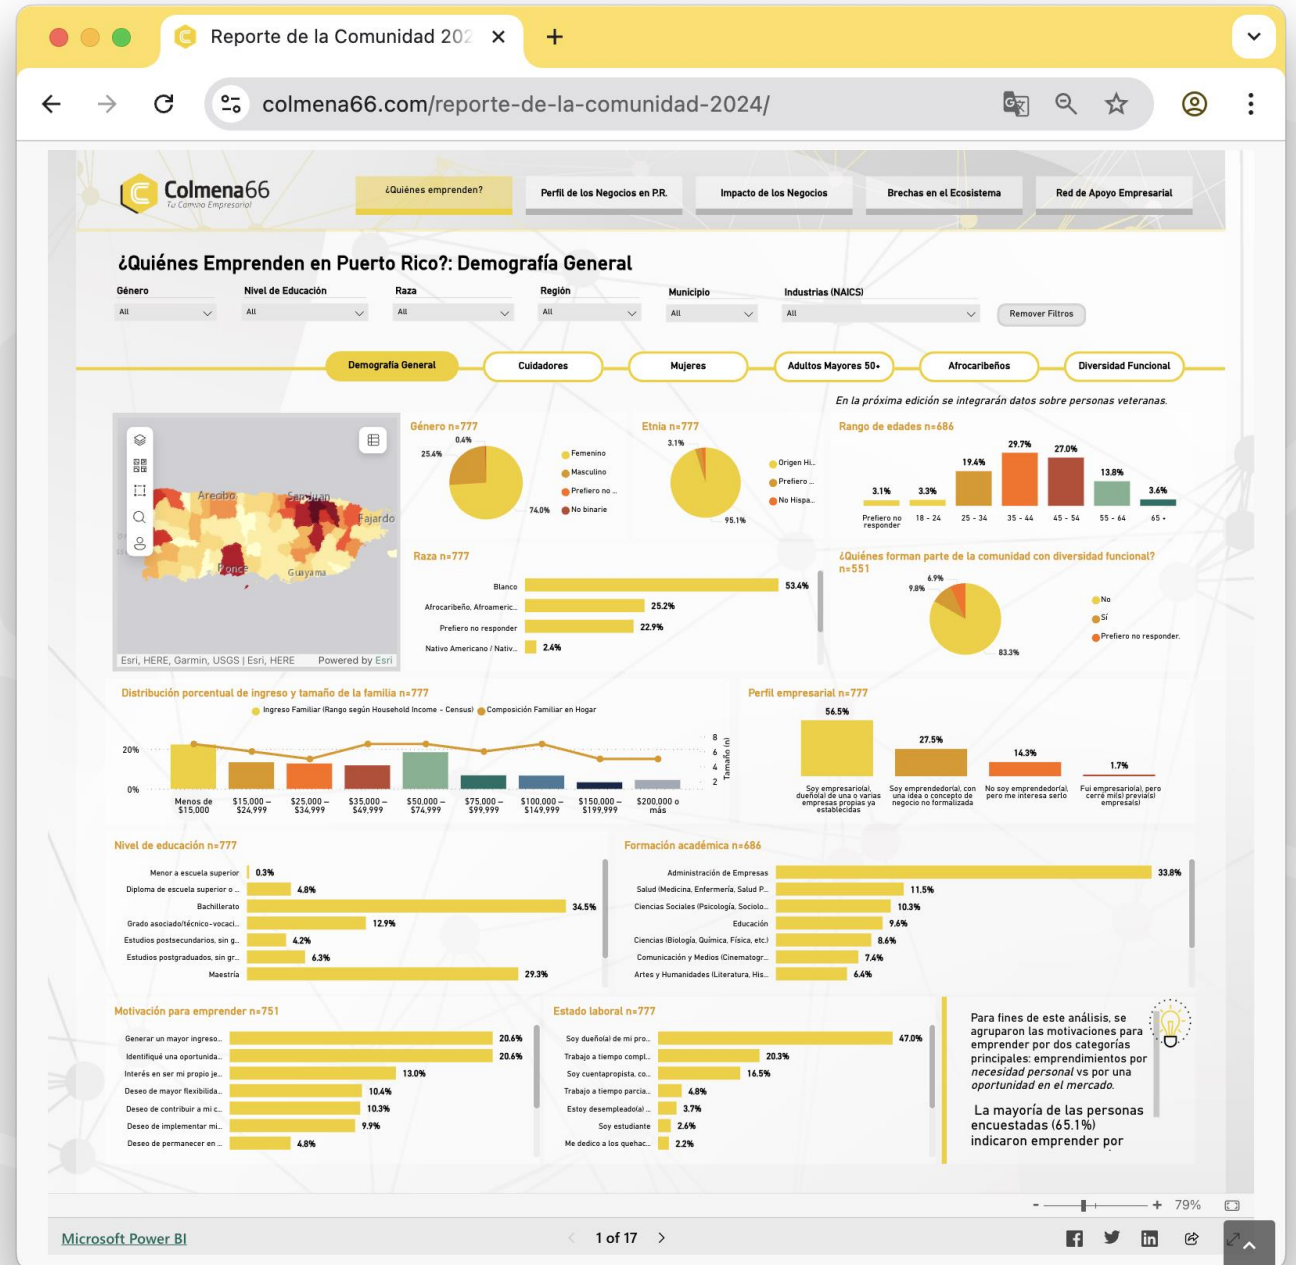 Reporte de la Comunidad 202
colmena66.com/reporte-de-la-comunidad-2024/
Colmena66
Tu Camino Empresarial
¿Quiénes emprenden?
Perfil de los Negocios en P.R.
Impacto de los Negocios
Brechas en el Ecosistema
Red de Apoyo Empresarial
¿Quiénes Emprenden en Puerto Rico?: Demografía General
Género
Nivel de Educación
Raza
Región
Municipio
Industrias (NAICS)
All
All
All
All
All
All
Remover Filtros
Demografía General
Cuidadores
Mujeres
Adultos Mayores 50+
Afrocaribeños
Diversidad Funcional
En la próxima edición se integrarán datos sobre personas veteranas.
Arecibo
San Juan
Fajardo
Ponce
Guayama
Esri, HERE, Garmin, USGS | Esri, HERE
Powered by Esri
Género n=777
0.4%
25.4%
74.0%
Femenino
Masculino
Prefiero no ...
No binarie
Etnia n=777
3.1%
95.1%
Origen Hi...
Prefiero ...
No Hispa...
Rango de edades n=686
3.1%
3.3%
19.4%
29.7%
27.0%
13.8%
3.6%
Prefiero no responder
18 - 24
25 - 34
35 - 44
45 - 54
55 - 64
65 +
Raza n=777
Blanco
53.4%
Afrocaribeño, Afroameric...
25.2%
Prefiero no responder
22.9%
Nativo Americano / Nativ...
2.4%
¿Quiénes forman parte de la comunidad con diversidad funcional?
n=551
6.9%
9.8%
83.3%
No
Sí
Prefiero no responder.
Distribución porcentual de ingreso y tamaño de la familia n=777
Ingreso Familiar (Rango según Household Income - Census)
Composición Familiar en Hogar
20%
0%
8
6
4
2
Tamaño (n)
Menos de $15,000
$15,000 – $24,999
$25,000 – $34,999
$35,000 – $49,999
$50,000 – $74,999
$75,000 – $99,999
$100,000 – $149,999
$150,000 – $199,999
$200,000 o más
Perfil empresarial n=777
56.5%
27.5%
14.3%
1.7%
Soy empresario(a), dueño(a) de una o varias empresas propias ya establecidas
Soy emprendedor(a), con una idea o concepto de negocio no formalizada
No soy emprendedor(a), pero me interesa serlo
Fui empresario(a), pero cerré mi(s) previa(s) empresa(s)
Nivel de educación n=777
Menor a escuela superior
0.3%
Diploma de escuela superior o ...
4.8%
Bachillerato
34.5%
Grado asociado/técnico-vocaci...
12.9%
Estudios postsecundarios, sin g...
4.2%
Estudios postgraduados, sin gr...
6.3%
Maestría
29.3%
Formación académica n=686
Administración de Empresas
33.8%
Salud (Medicina, Enfermería, Salud P...
11.5%
Ciencias Sociales (Psicología, Sociolo...
10.3%
Educación
9.6%
Ciencias (Biología, Química, Física, etc.)
8.6%
Comunicación y Medios (Cinematogr...
7.4%
Artes y Humanidades (Literatura, His...
6.4%
Motivación para emprender n=751
Generar un mayor ingreso...
20.6%
Identifiqué una oportunida...
20.6%
Interés en ser mi propio je...
13.0%
Deseo de mayor flexibilida...
10.4%
Deseo de contribuir a mi c...
10.3%
Deseo de implementar mi...
9.9%
Deseo de permanecer en ...
4.8%
Estado laboral n=777
Soy dueño(a) de mi pro...
47.0%
Trabajo a tiempo compl...
20.3%
Soy cuentapropista, co...
16.5%
Trabajo a tiempo parcia...
4.8%
Estoy desempleado(a) ...
3.7%
Soy estudiante
2.6%
Me dedico a los quehac...
2.2%
Para fines de este análisis, se
agruparon las motivaciones para
emprender por dos categorías
principales: emprendimientos por
necesidad personal vs por una
oportunidad en el mercado.
La mayoría de las personas
encuestadas (65.1%)
indicaron emprender por
- + 79%
Microsoft Power BI
1 of 17